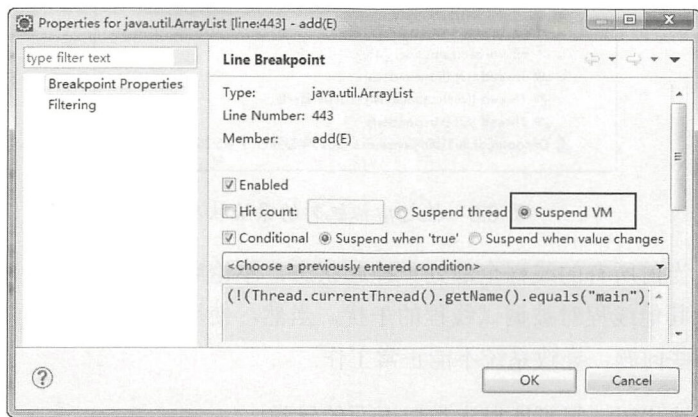 Properties for java.util.ArrayList [line:443] - add(E)
type filter text
Breakpoint Properties
Filtering
Line Breakpoint
Type: java.util.ArrayList
Line Number: 443
Member: add(E)
Enabled
Hit count: Suspend thread Suspend VM
Conditional Suspend when 'true' Suspend when value changes
<Choose a previously entered condition>
(!(Thread.currentThread().getName().equals("main")
OK Cancel